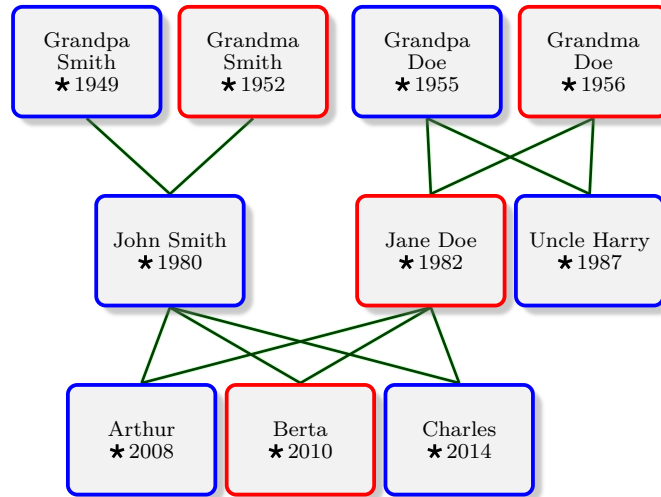 Grandpa
Smith
★ 1949
Grandma
Smith
★ 1952
Grandpa
Doe
★ 1955
Grandma
Doe
★ 1956
John Smith
★ 1980
Jane Doe
★ 1982
Uncle Harry
★ 1987
Arthur
★ 2008
Berta
★ 2010
Charles
★ 2014